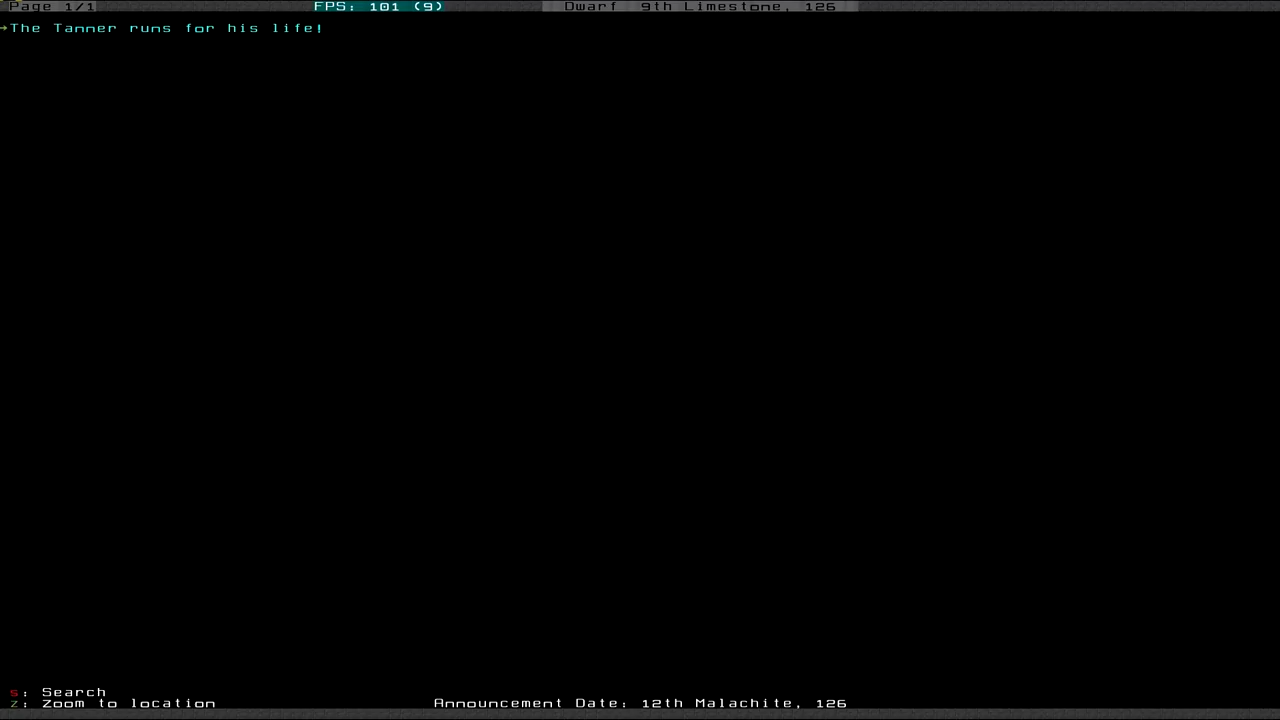 Page 1/1 FPS: 101 (9) Dwarf 9th Limestone, 126
→The Tanner runs for his life!
s: Search
z: Zoom to location Announcement Date: 12th Malachite, 126